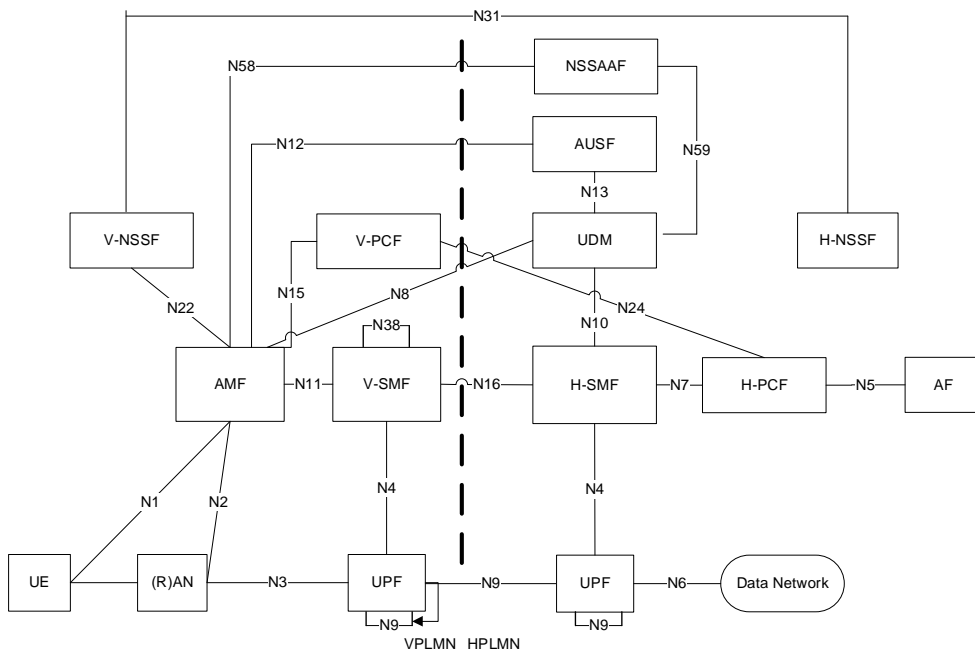 N31
N58
NSSAAF
N12
AUSF
N59
N13
V-NSSF
V-PCF
UDM
H-NSSF
N22
N15
N8
N24
N38
N10
AMF
N11
V-SMF
N16
H-SMF
N7
H-PCF
N5
AF
N1
N2
N4
N4
UE
(R)AN
N3
UPF
N9
UPF
N6
Data Network
N9
N9
VPLMN HPLMN